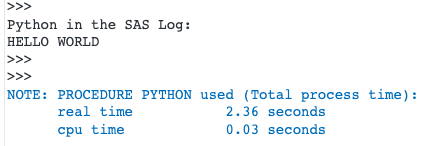 >>>
Python in the SAS Log:
HELLO WORLD
>>>
>>>
NOTE: PROCEDURE PYTHON used (Total process time):
real time 2.36 seconds
cpu time 0.03 seconds